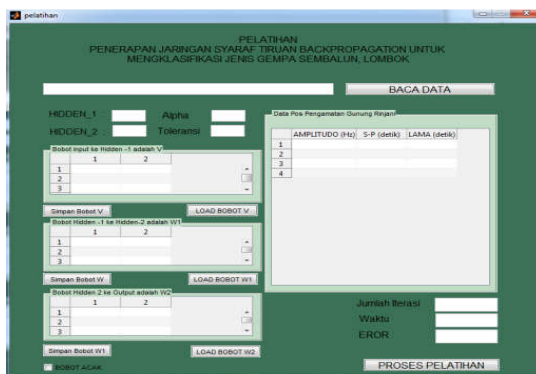 pelatihan
PELATIHAN
PENERAPAN JARINGAN SYARAF TIRUAN BACKPROPAGATION UNTUK
MENGKLASIFIKASI JENIS GEMPA SEMBALUN, LOMBOK
BACA DATA
HIDDEN_1 :
Alpha
HIDDEN_2 :
Toleransi
Bobot input ke Hidden -1 adalah V
1 2
1
2
3
Simpan Bobot V
LOAD BOBOT V
Bobot Hidden -1 ke Hidden-2 adalah W1
1 2
1
2
3
Simpan Bobot W
LOAD BOBOT W1
Bobot Hidden 2 ke Output adalah W2
1 2
1
2
3
Simpan Bobot W1
LOAD BOBOT W2
BOBOT ACAK
Data Pos Pengamatan Gunung Rinjani
AMPLITUDO (Hz) S-P (detik) LAMA (detik)
1
2
3
4
Jumlah Iterasi
Waktu
EROR
PROSES PELATIHAN